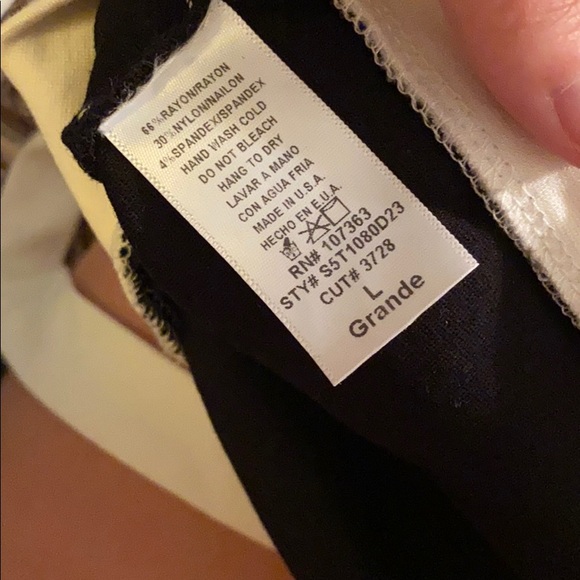 66%RAYON/RAYON
30%NYLON/NAILON
4%SPANDEX/SPANDEX
HAND WASH COLD
DO NOT BLEACH
HANG TO DRY
LAVAR A MANO
CON AGUA FRIA
MADE IN U.S.A.
HECHO EN E.U.A.
RN# 107363
STY# S5T1080D23
CUT# 3728
L
Grande